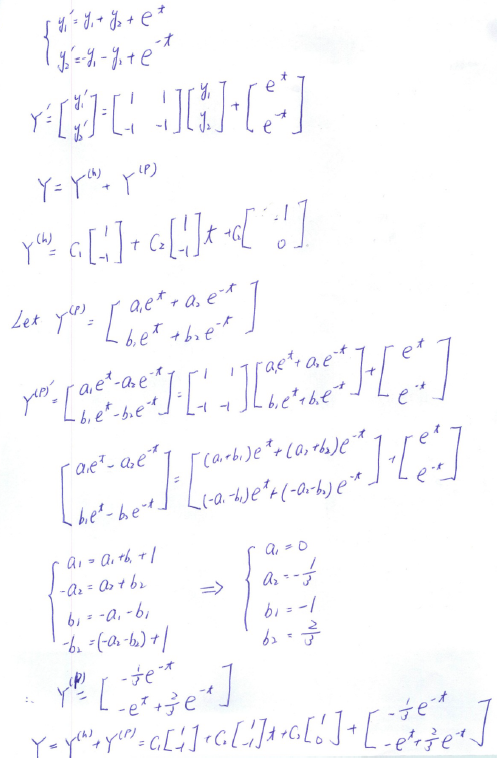 { y₁' = y₁ + y₂ + e^t
y₂' = -y₁ - y₂ + e^-t
Y' = [y₁' ; y₂'] = [1 1 ; -1 -1][y₁ ; y₂] + [e^t ; e^-t]
Y = Y^(h) + Y^(P)
Y^(h) = C₁[1 ; -1] + C₂[1 ; -1]t + C₂[1 ; 0]
Let Y^(P) = [a₁e^t + a₂e^-t ; b₁e^t + b₂e^-t]
Y^(P)' = [a₁e^t - a₂e^-t ; b₁e^t - b₂e^-t] = [1 1 ; -1 -1][a₁e^t + a₂e^-t ; b₁e^t + b₂e^-t] + [e^t ; e^-t]
[a₁e^t - a₂e^-t ; b₁e^t - b₂e^-t] = [(a₁+b₁)e^t + (a₂+b₂)e^-t ; (-a₁-b₁)e^t + (-a₂-b₂)e^-t] + [e^t ; e^-t]
{ a₁ = a₁ + b₁ + 1 ⇒ { a₁ = 0
-a₂ = a₂ + b₂ a₂ = -1/3
b₁ = -a₁ - b₁ b₁ = -1
-b₂ = (-a₂-b₂) + 1 b₂ = 2/3
∴ Y^(P) = [-1/3 e^-t ; -e^t + 2/3 e^-t]
Y = Y^(h) + Y^(P) = C₁[1 ; -1] + C₂[1 ; -1]t + C₂[1 ; 0] + [-1/3 e^-t ; -e^t + 2/3 e^-t]